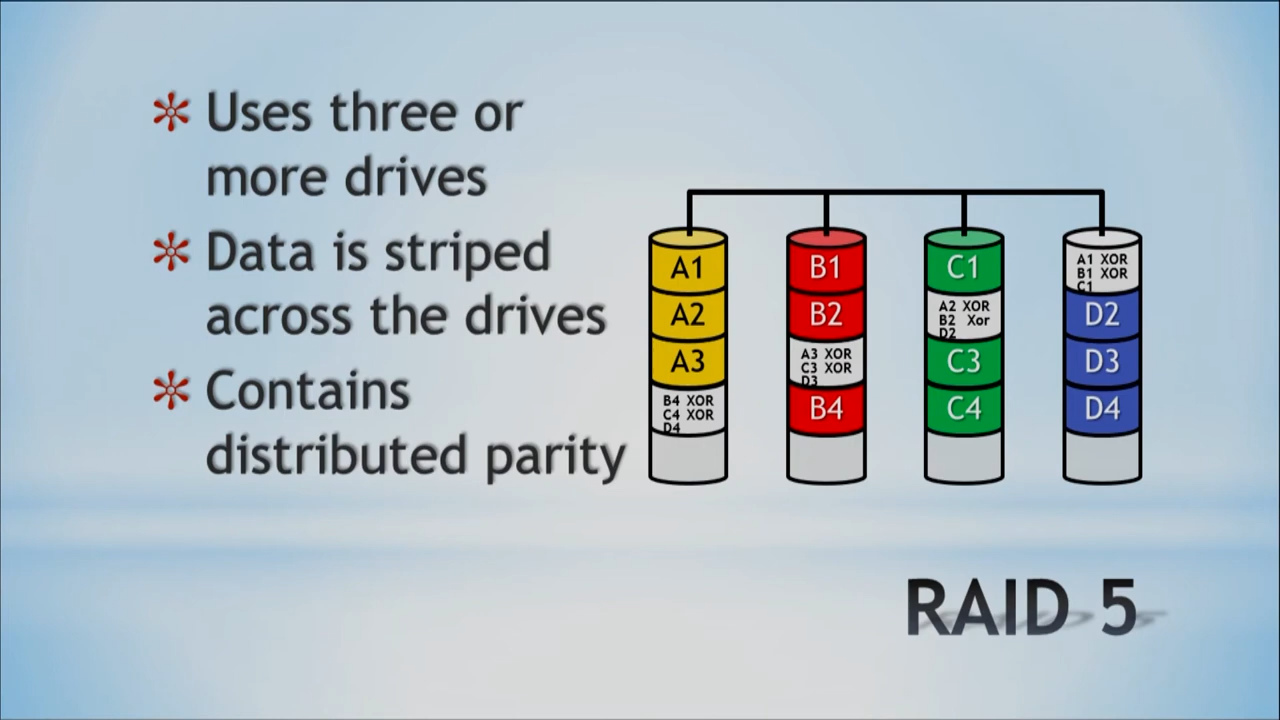 ✻ Uses three or
more drives
✻ Data is striped
across the drives
✻ Contains
distributed parity
A1
A2
A3
B4 XOR
C4 XOR
D4
B1
B2
A3 XOR
C3 XOR
D3
B4
C1
A2 XOR
B2 Xor
D2
C3
C4
A1 XOR
B1 XOR
C1
D2
D3
D4
RAID 5